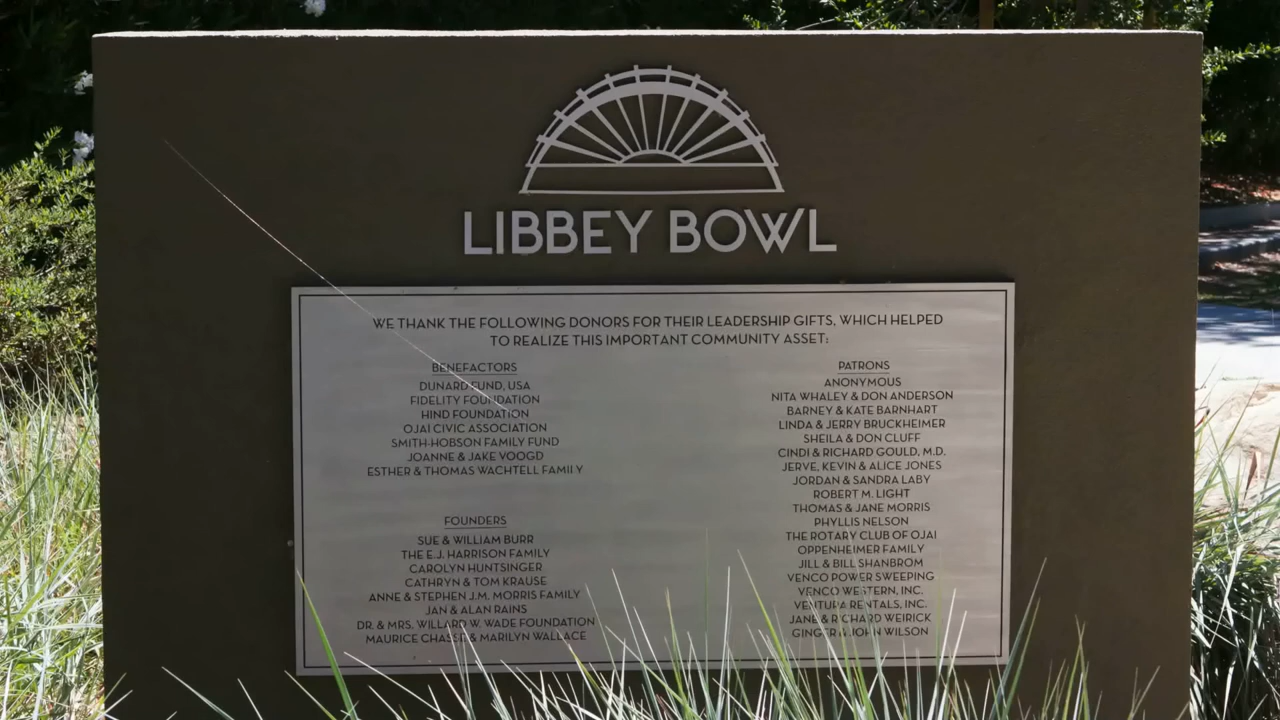 LIBBEY BOWL
WE THANK THE FOLLOWING DONORS FOR THEIR LEADERSHIP GIFTS, WHICH HELPED
TO REALIZE THIS IMPORTANT COMMUNITY ASSET:
BENEFACTORS
DUNARD FUND, USA
FIDELITY FOUNDATION
HIND FOUNDATION
OJAI CIVIC ASSOCIATION
SMITH-HOBSON FAMILY FUND
JOANNE & JAKE VOOGD
ESTHER & THOMAS WACHTELL FAMILY
FOUNDERS
SUE & WILLIAM BURR
THE E.J. HARRISON FAMILY
CAROLYN HUNTSINGER
CATHRYN & TOM KRAUSE
ANNE & STEPHEN J.M. MORRIS FAMILY
JAN & ALAN RAINS
DR. & MRS. WILLARD W. WADE FOUNDATION
MAURICE CHASSE & MARILYN WALLACE
PATRONS
ANONYMOUS
NITA WHALEY & DON ANDERSON
BARNEY & KATE BARNHART
LINDA & JERRY BRUCKHEIMER
SHEILA & DON CLUFF
CINDI & RICHARD GOULD, M.D.
JERVE, KEVIN & ALICE JONES
JORDAN & SANDRA LABY
ROBERT M. LIGHT
THOMAS & JANE MORRIS
PHYLLIS NELSON
THE ROTARY CLUB OF OJAI
OPPENHEIMER FAMILY
JILL & BILL SHANBROM
VENCO POWER SWEEPING
VENCO WESTERN, INC.
VENTURA RENTALS, INC.
JANE & RICHARD WEIRICK
GINGER & JOHN WILSON